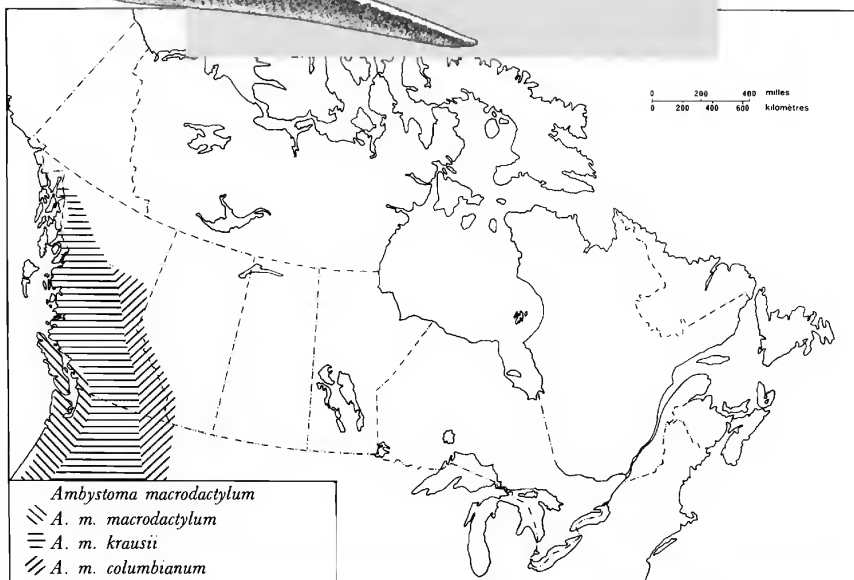 0 200 400 milles
0 200 400 600 kilomètres
Ambystoma macrodactylum
A. m. macrodactylum
A. m. krausii
A. m. columbianum